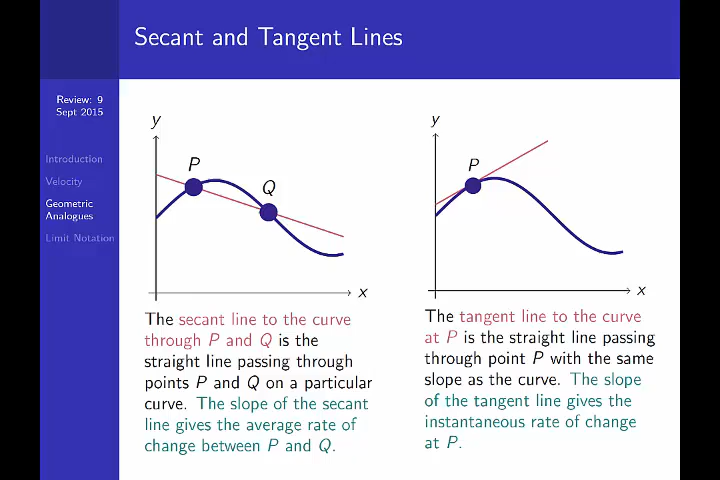 Secant and Tangent Lines
Review: 9
Sept 2015
Introduction
Velocity
Geometric
Analogues
Limit Notation
y
P
Q
x
The secant line to the curve
through P and Q is the
straight line passing through
points P and Q on a particular
curve. The slope of the secant
line gives the average rate of
change between P and Q.
y
P
x
The tangent line to the curve
at P is the straight line passing
through point P with the same
slope as the curve. The slope
of the tangent line gives the
instantaneous rate of change
at P.